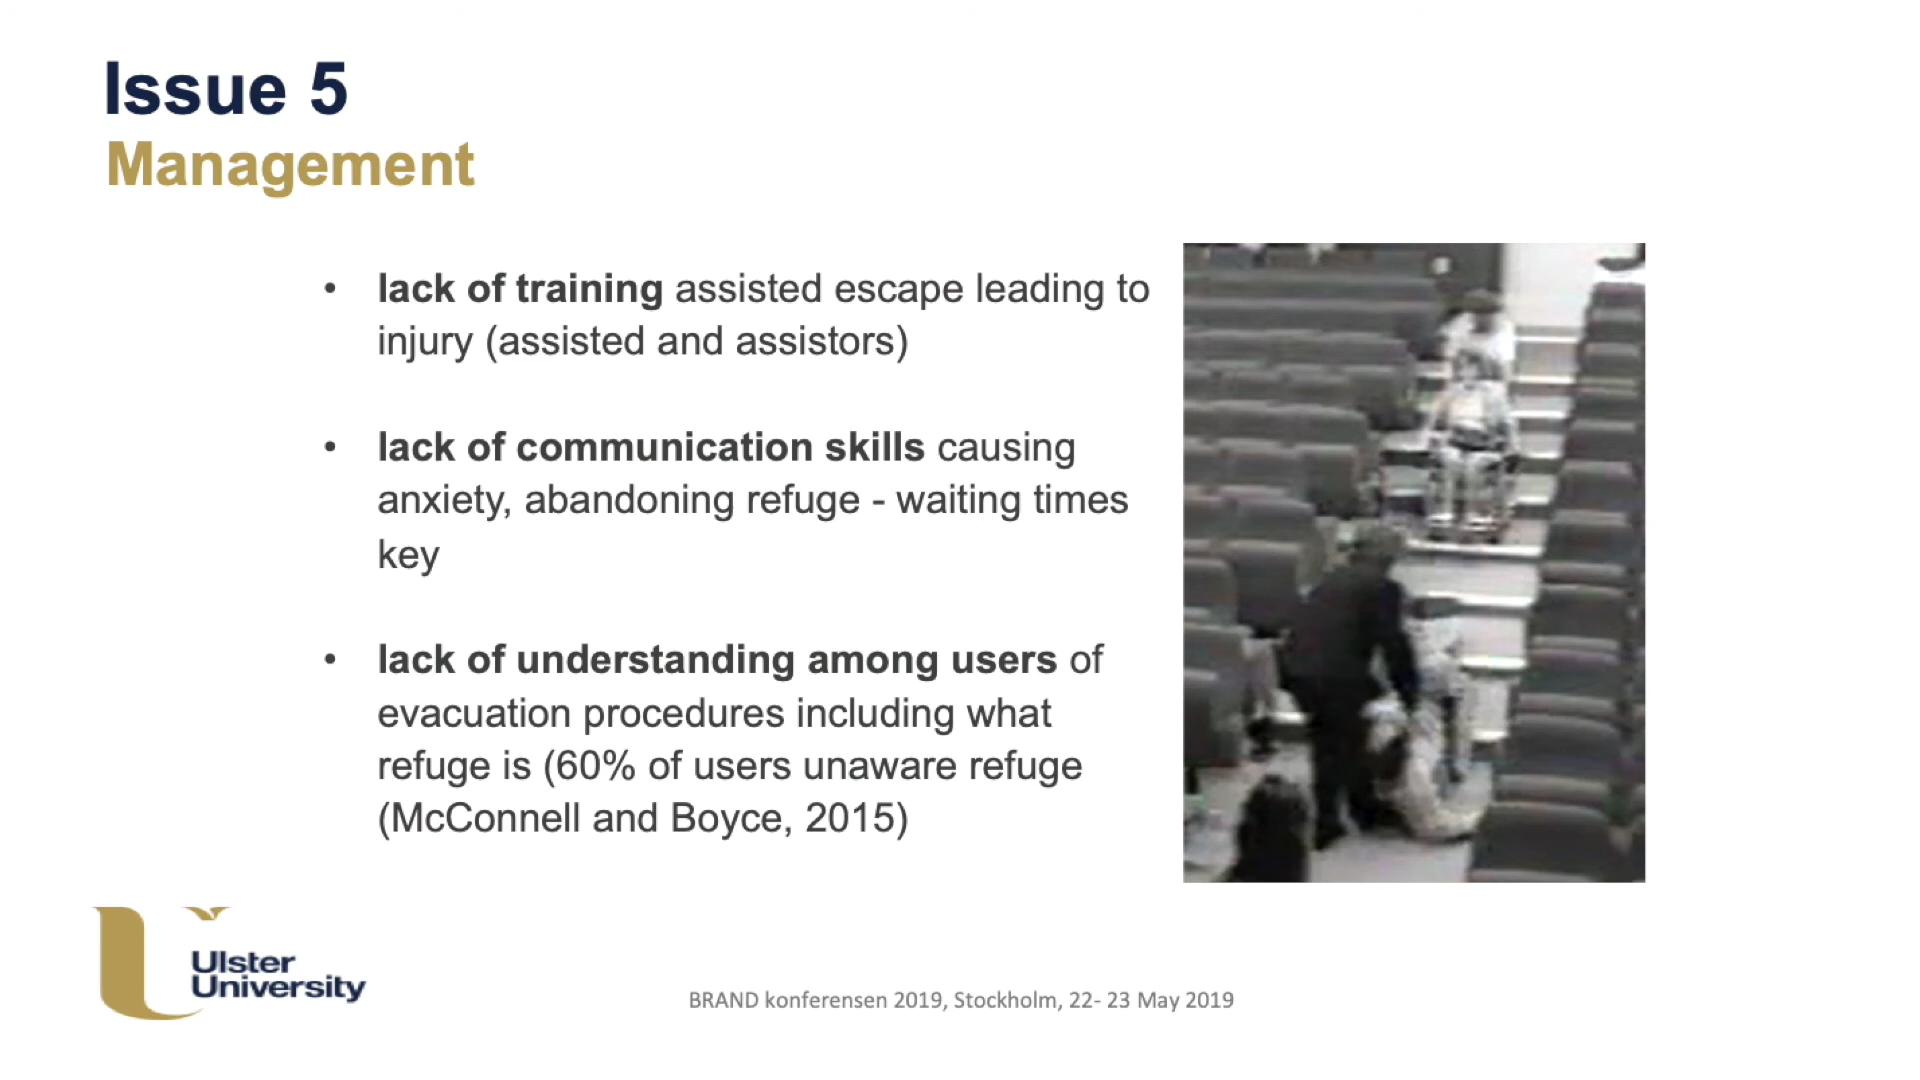 Issue 5
Management
• lack of training assisted escape leading to
injury (assisted and assistors)
• lack of communication skills causing
anxiety, abandoning refuge - waiting times
key
• lack of understanding among users of
evacuation procedures including what
refuge is (60% of users unaware refuge
(McConnell and Boyce, 2015)
Ulster
University
BRAND konferensen 2019, Stockholm, 22- 23 May 2019